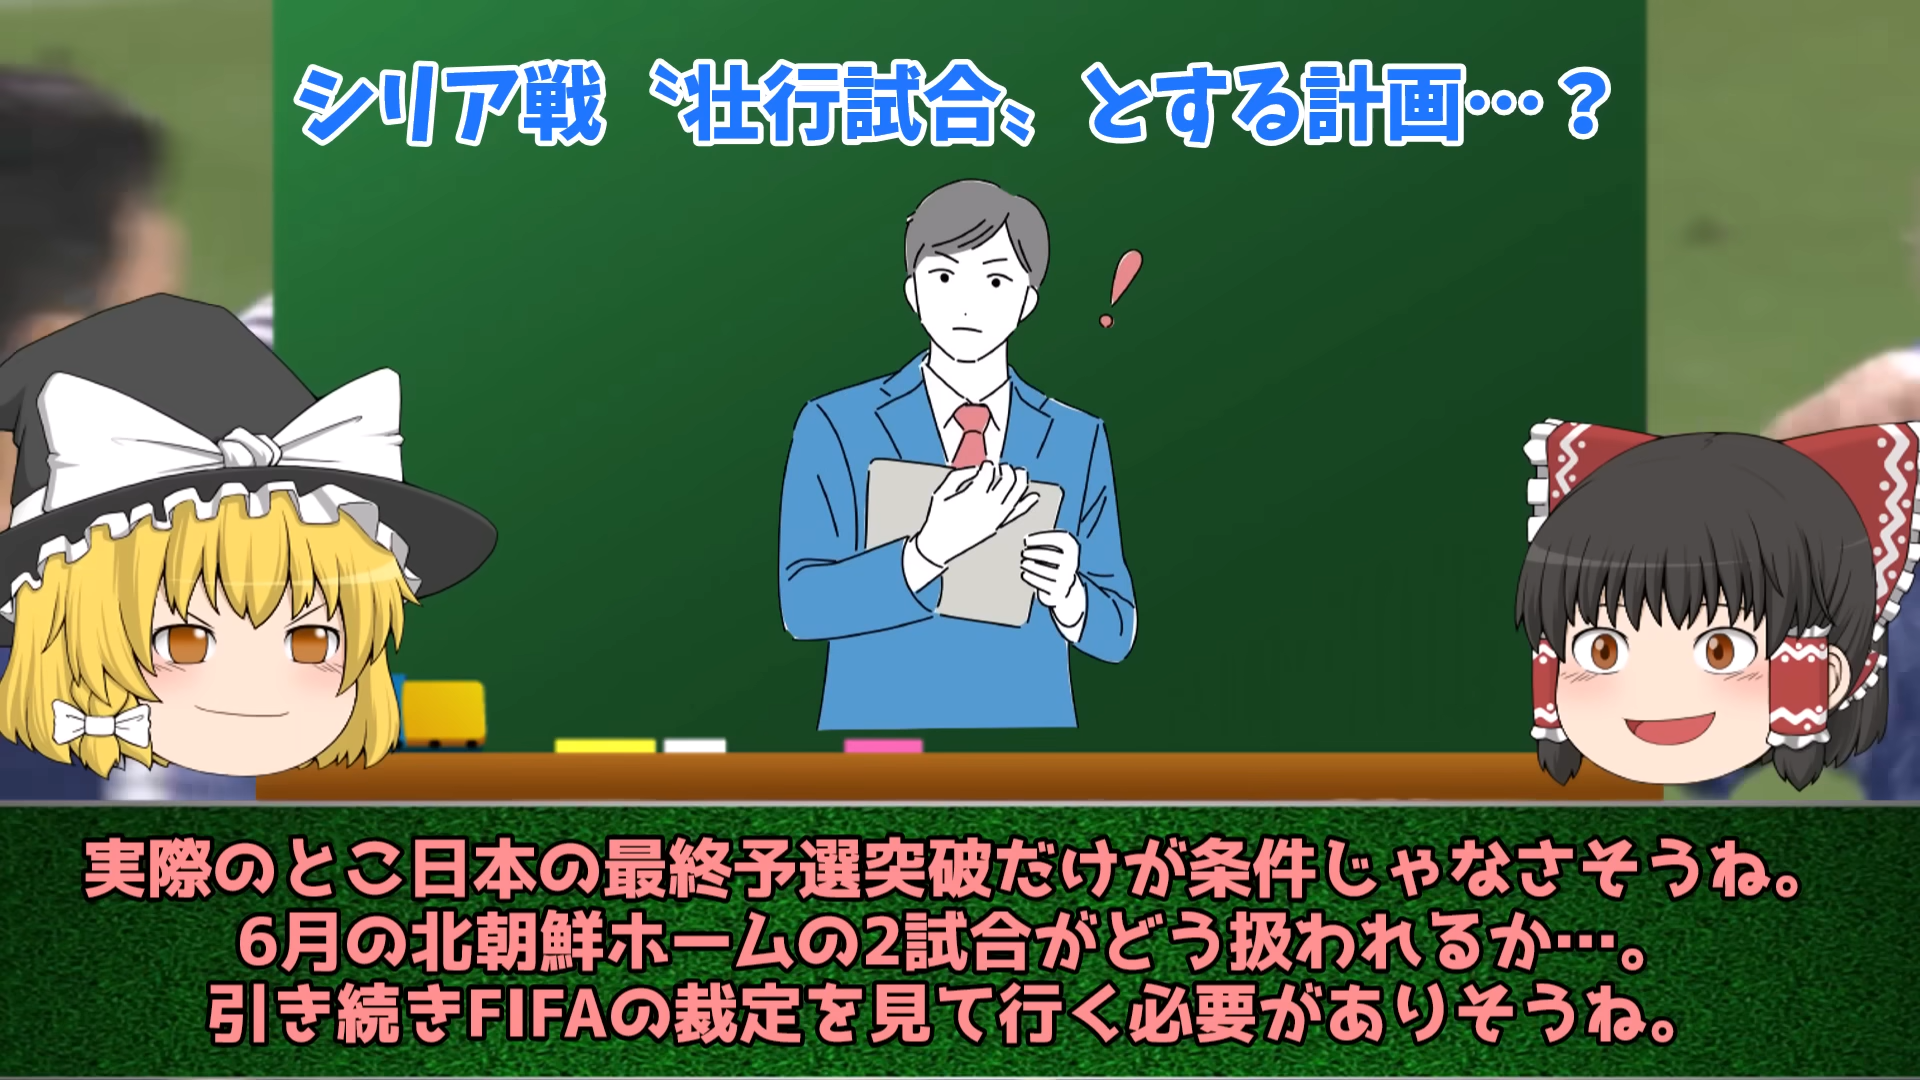 シリア戦〝壮行試合〟とする計画…？
実際のとこ日本の最終予選突破だけが条件じゃなさそうね。
6月の北朝鮮ホームの2試合がどう扱われるか…。
引き続きFIFAの裁定を見て行く必要がありそうね。